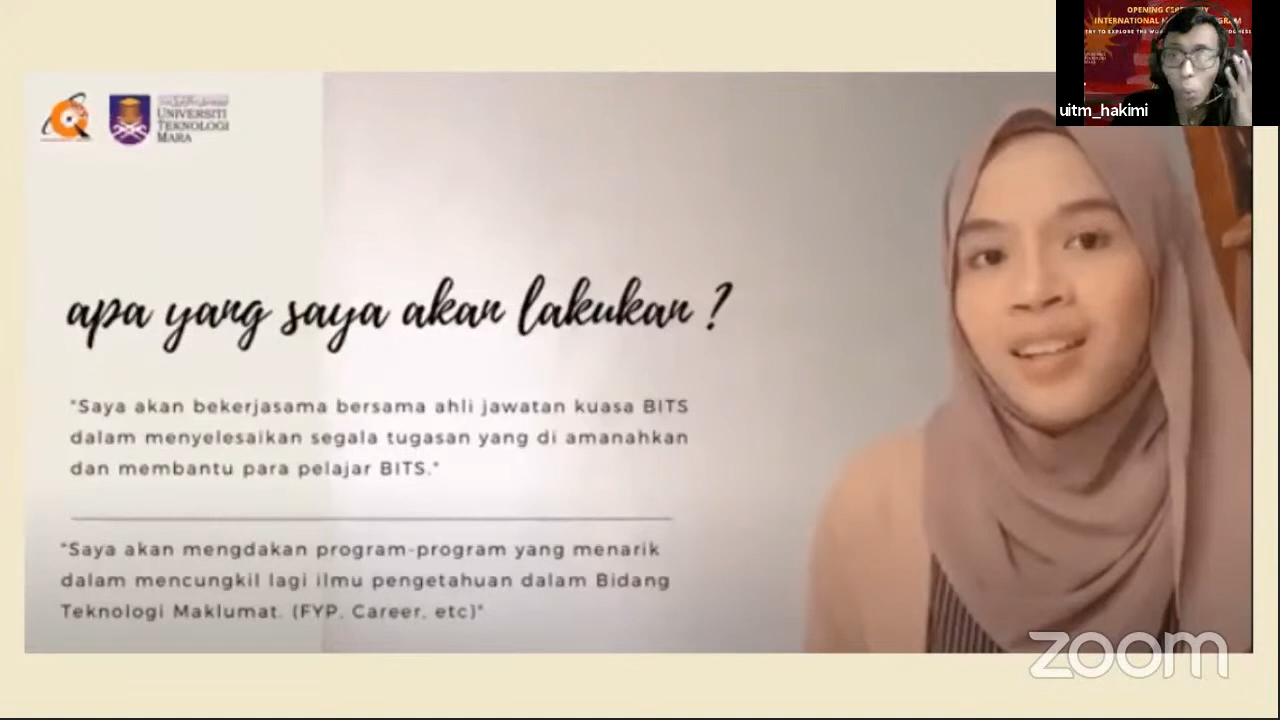 OPENING CEREMONY
uitm_hakimi
UNIVERSITI
TEKNOLOGI
MARA
apa yang saya akan lakukan ?
"Saya akan bekerjasama bersama ahli jawatan kuasa BITS
dalam menyelesaikan segala tugasan yang di amanahkan
dan membantu para pelajar BITS."
"Saya akan mengdakan program-program yang menarik
dalam mencungkil lagi ilmu pengetahuan dalam Bidang
Teknologi Maklumat. (FYP, Career, etc)"
zoom